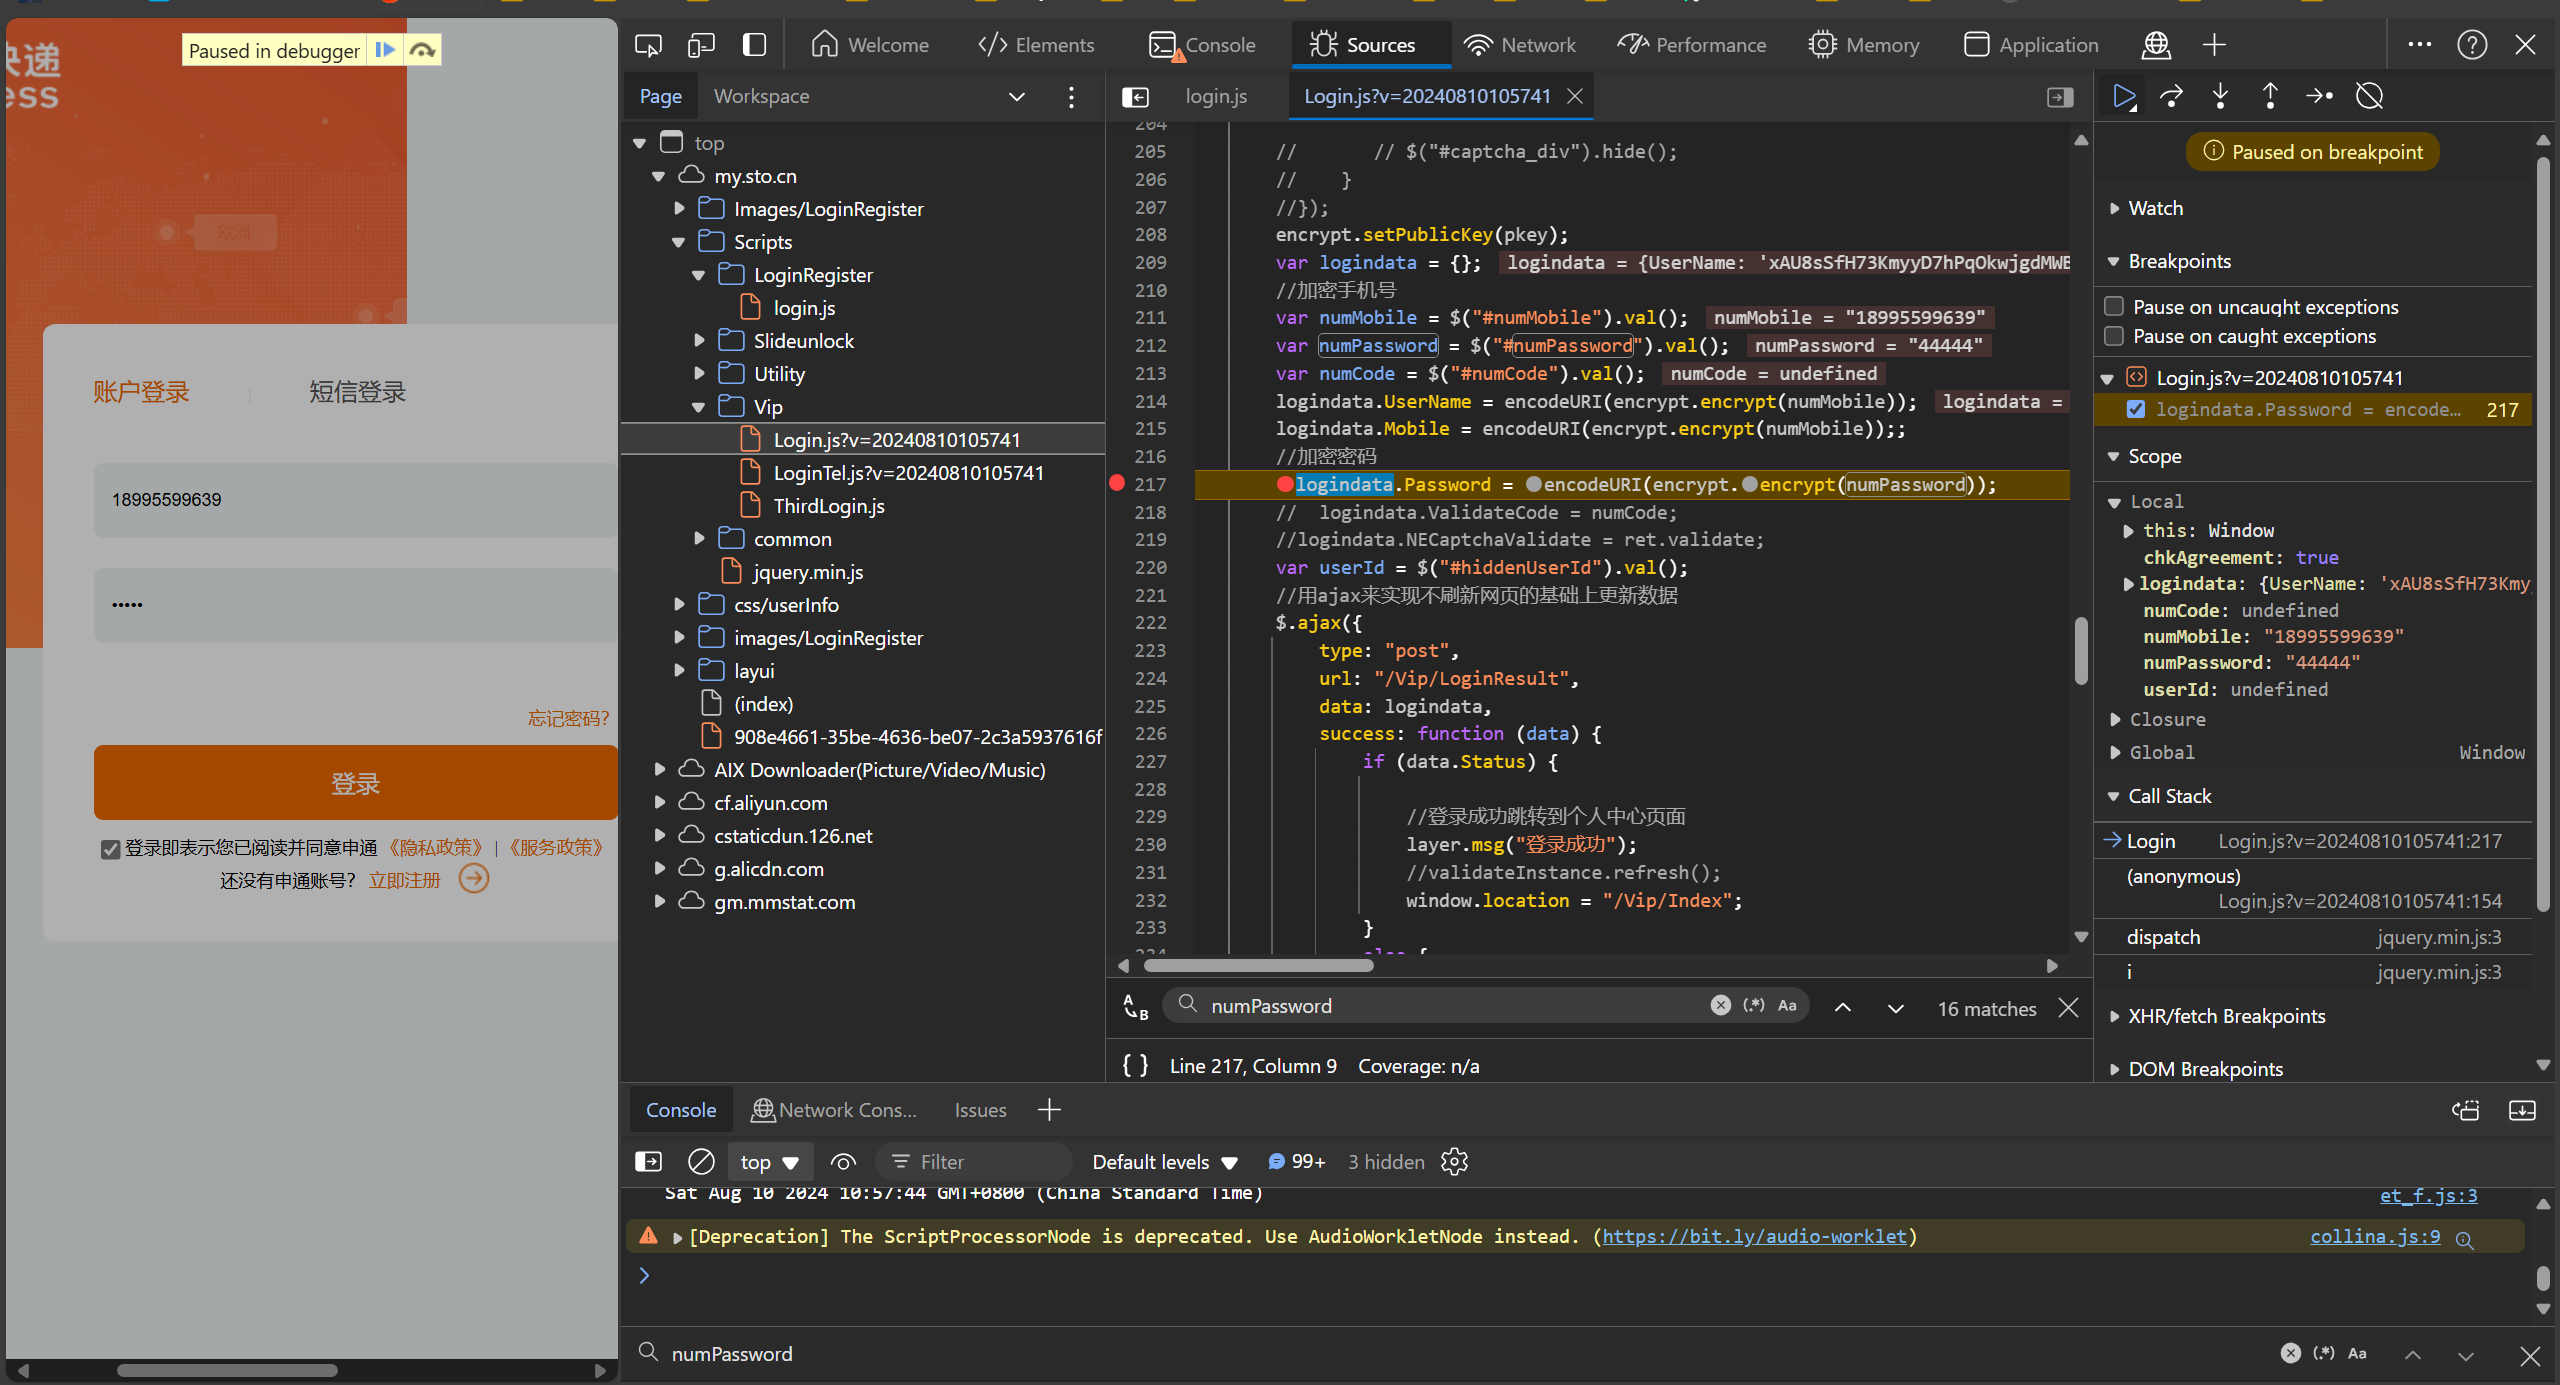 快递
ess
Paused in debugger
账户登录
短信登录
18995599639
•••••
忘记密码?
登录
登录即表示您已阅读并同意申通 《隐私政策》 | 《服务政策》
还没有申通账号? 立即注册
Welcome
Elements
Console
Sources
Network
Performance
Memory
Application
Page
Workspace
top
my.sto.cn
Images/LoginRegister
Scripts
LoginRegister
login.js
Slideunlock
Utility
Vip
Login.js?v=20240810105741
LoginTel.js?v=20240810105741
ThirdLogin.js
common
jquery.min.js
css/userInfo
images/LoginRegister
layui
(index)
908e4661-35be-4636-be07-2c3a5937616f
AIX Downloader(Picture/Video/Music)
cf.aliyun.com
cstaticdun.126.net
g.alicdn.com
gm.mmstat.com
login.js
Login.js?v=20240810105741
204
205 // // $("#captcha_div").hide();
206 // }
207 //});
208 encrypt.setPublicKey(pkey);
209 var logindata = {}; logindata = {UserName: 'xAU8sSfH73KmyyD7hPqOkwjgdMWB
210 //加密手机号
211 var numMobile = $("#numMobile").val(); numMobile = "18995599639"
212 var numPassword = $("#numPassword").val(); numPassword = "44444"
213 var numCode = $("#numCode").val(); numCode = undefined
214 logindata.UserName = encodeURI(encrypt.encrypt(numMobile)); logindata =
215 logindata.Mobile = encodeURI(encrypt.encrypt(numMobile));;
216 //加密密码
217 logindata.Password = encodeURI(encrypt.encrypt(numPassword));
218 // logindata.ValidateCode = numCode;
219 //logindata.NECaptchaValidate = ret.validate;
220 var userId = $("#hiddenUserId").val();
221 //用ajax来实现不刷新网页的基础上更新数据
222 $.ajax({
223 type: "post",
224 url: "/Vip/LoginResult",
225 data: logindata,
226 success: function (data) {
227 if (data.Status) {
228
229 //登录成功跳转到个人中心页面
230 layer.msg("登录成功");
231 //validateInstance.refresh();
232 window.location = "/Vip/Index";
233 }
234 else {
numPassword
(.*) Aa
16 matches
{ } Line 217, Column 9 Coverage: n/a
Paused on breakpoint
Watch
Breakpoints
Pause on uncaught exceptions
Pause on caught exceptions
Login.js?v=20240810105741
logindata.Password = encode… 217
Scope
Local
this: Window
chkAgreement: true
logindata: {UserName: 'xAU8sSfH73Kmy
numCode: undefined
numMobile: "18995599639"
numPassword: "44444"
userId: undefined
Closure
Global Window
Call Stack
Login Login.js?v=20240810105741:217
(anonymous)
Login.js?v=20240810105741:154
dispatch jquery.min.js:3
i jquery.min.js:3
XHR/fetch Breakpoints
DOM Breakpoints
Console
Network Cons...
Issues
top
Filter
Default levels
99+
3 hidden
Sat Aug 10 2024 10:57:44 GMT+0800 (China Standard Time) et_f.js:3
[Deprecation] The ScriptProcessorNode is deprecated. Use AudioWorkletNode instead. (https://bit.ly/audio-worklet) collina.js:9
numPassword
(.*) Aa